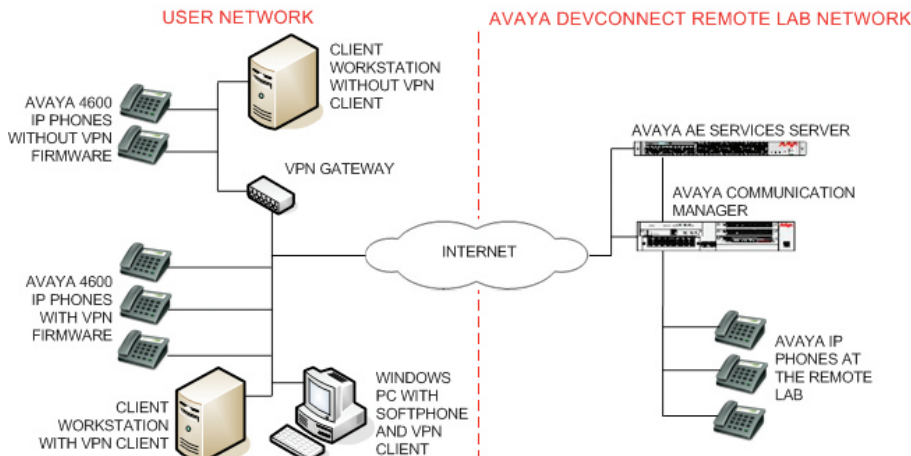 USER NETWORK
AVAYA DEVCONNECT REMOTE LAB NETWORK
CLIENT
WORKSTATION
WITHOUT VPN
CLIENT
AVAYA 4600
IP PHONES
WITHOUT VPN
FIRMWARE
VPN GATEWAY
AVAYA AE SERVICES SERVER
AVAYA COMMUNICATION
MANAGER
INTERNET
AVAYA 4600
IP PHONES
WITH VPN
FIRMWARE
AVAYA IP
PHONES AT
THE REMOTE
LAB
CLIENT
WORKSTATION
WITH VPN CLIENT
WINDOWS
PC WITH
SOFTPHONE
AND VPN
CLIENT